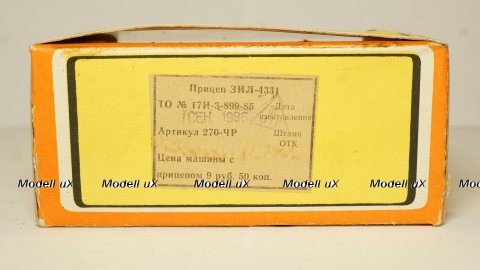 Прицеп ЗИЛ-4331
ТО № 17И-3-899-85 Дата
СЕН 1986 изготовления
Артикул 270-ЧР Штамп
ОТК
Цена машины с
прицепом 9 руб. 50 коп.
Modell uX Modell uX Modell uX Modell uX Modell uX Mod